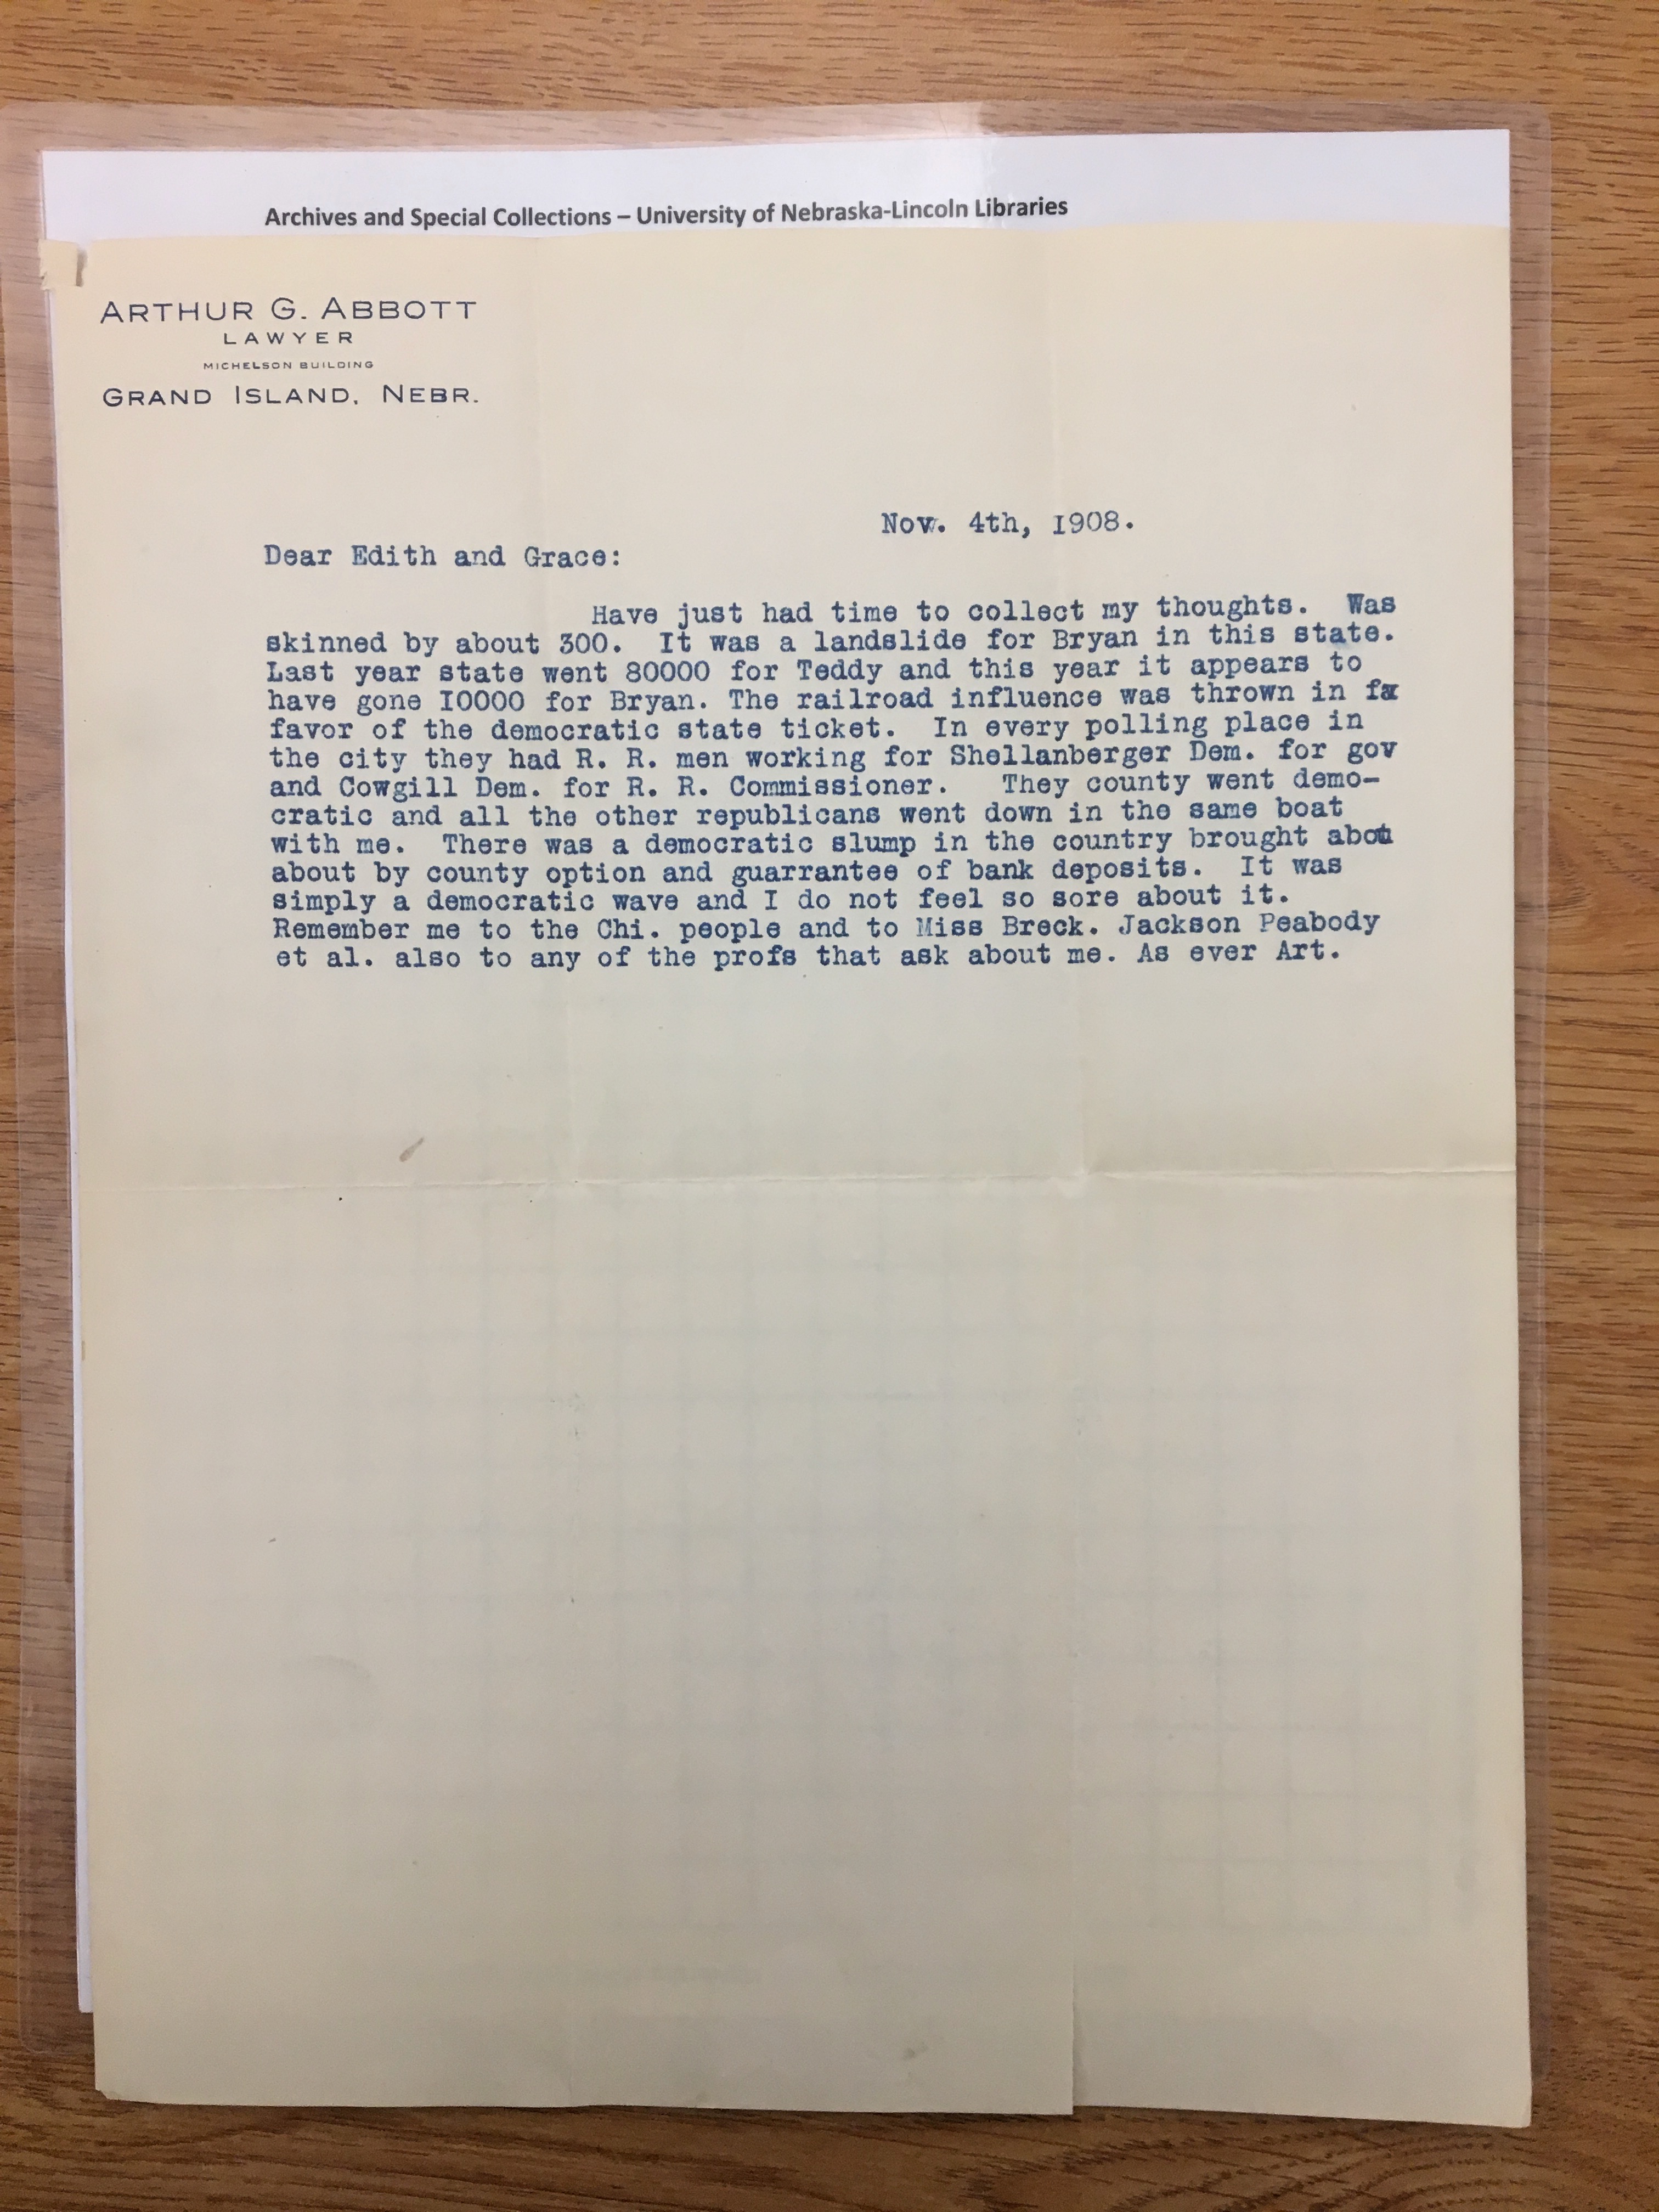 Archives and Special Collections – University of Nebraska-Lincoln Libraries
ARTHUR G. ABBOTT
LAWYER
MICHELSON BUILDING
GRAND ISLAND, NEBR.
Nov. 4th, I908.
Dear Edith and Grace:
Have just had time to collect my thoughts. Was
skinned by about 300. It was a landslide for Bryan in this state.
Last year state went 80000 for Teddy and this year it appears to
have gone I0000 for Bryan. The railroad influence was thrown in fa
favor of the democratic state ticket. In every polling place in
the city they had R. R. men working for Shellanberger Dem. for gov
and Cowgill Dem. for R. R. Commissioner. They county went demo-
cratic and all the other republicans went down in the same boat
with me. There was a democratic slump in the country brought abou
about by county option and guarrantee of bank deposits. It was
simply a democratic wave and I do not feel so sore about it.
Remember me to the Chi. people and to Miss Breck. Jackson Peabody
et al. also to any of the profs that ask about me. As ever Art.